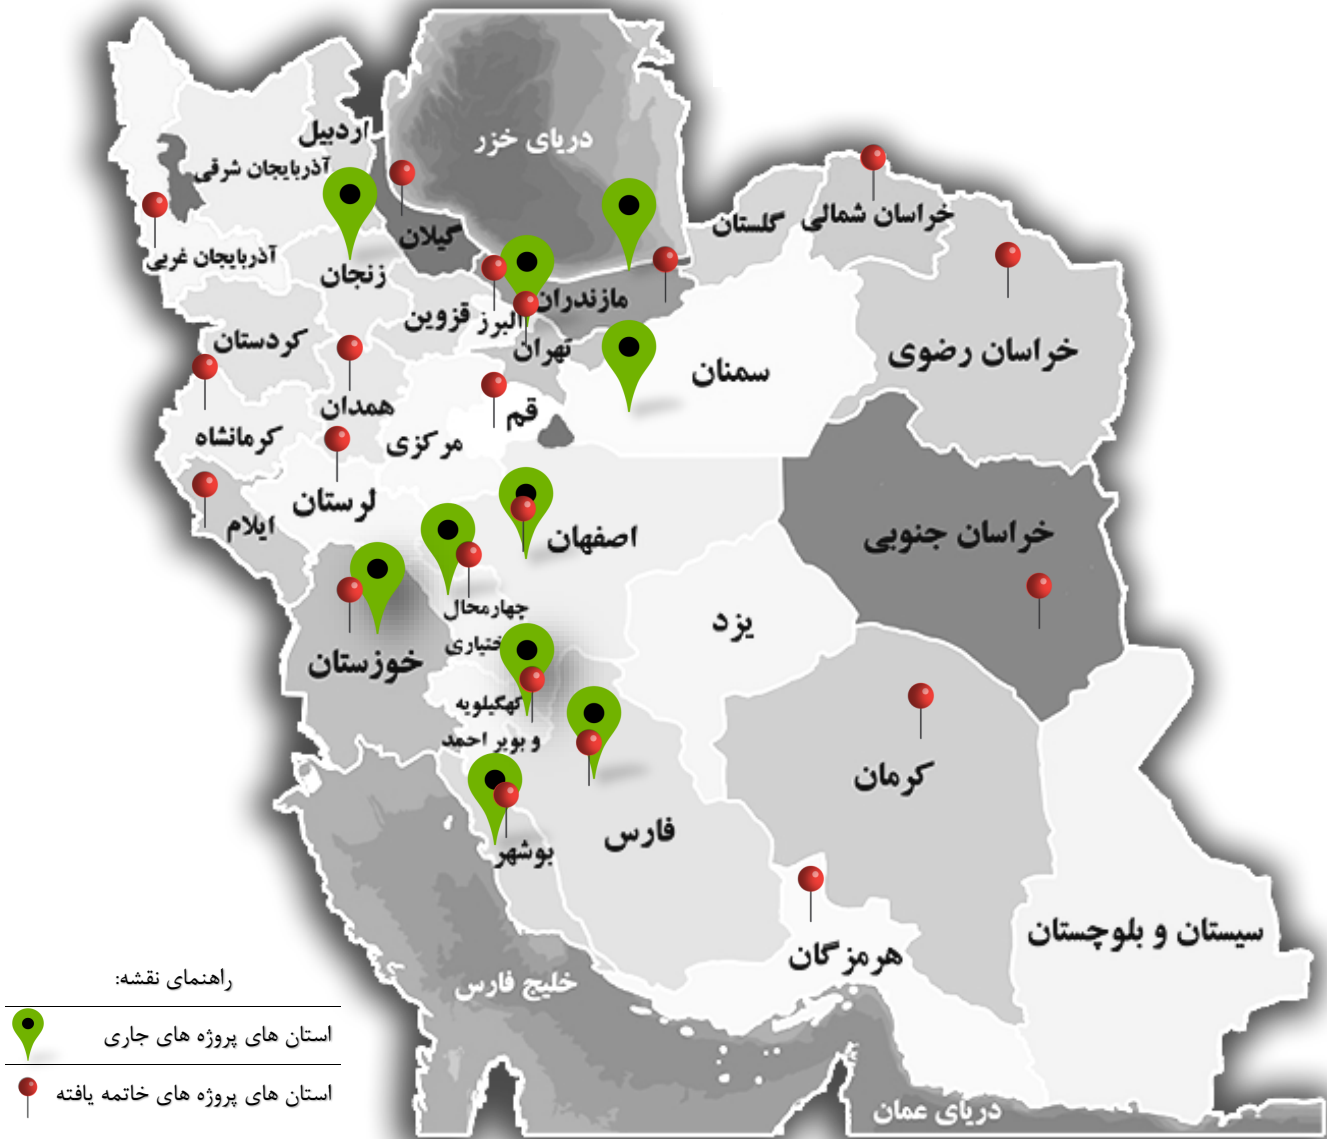 اردبیل
دریای خزر
آذربایجان شرقی
خراسان شمالی
گلستان
گیلان
آذربایجان غربی
زنجان
مازندران
قزوین
البرز
کردستان
تهران
خراسان رضوی
سمنان
همدان
قم
کرمانشاه
مرکزی
لرستان
ایلام
اصفهان
خراسان جنوبی
چهارمحال
ختیاری
یزد
خوزستان
کهگیلویه
و بویر احمد
کرمان
فارس
بوشهر
سیستان و بلوچستان
هرمزگان
خلیج فارس
دریای عمان
راهنمای نقشه:
استان های پروژه های جاری
استان های پروژه های خاتمه یافته